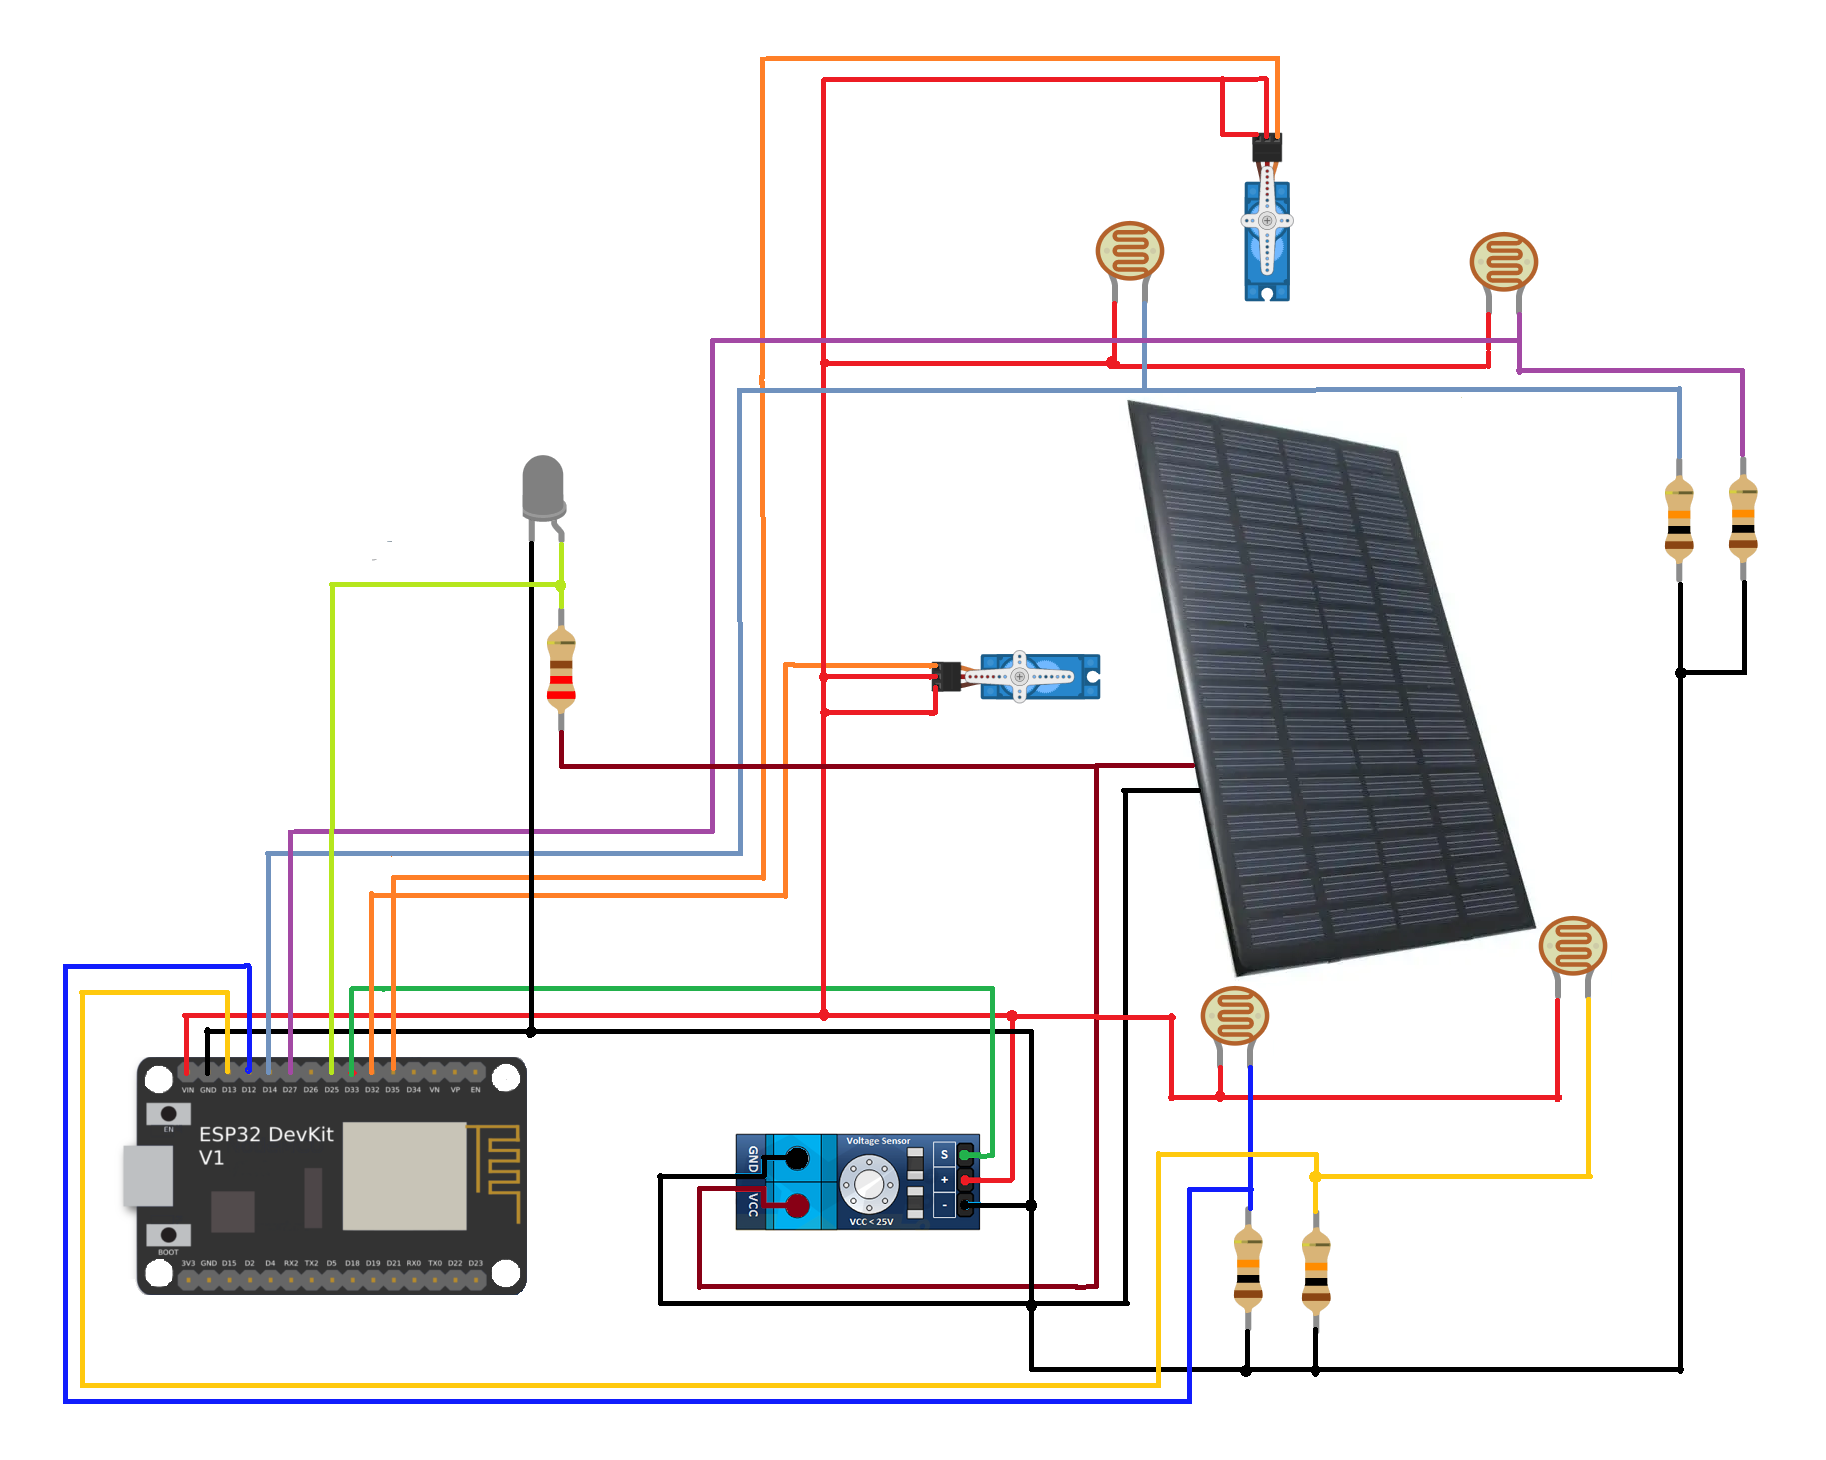 VIN GND D13 D12 D14 D27 D26 D25 D33 D32 D35 D34 VN VP EN
EN
ESP32 DevKit
V1
BOOT
3V3 GND D15 D2 D4 RX2 TX2 D5 D18 D19 D21 RX0 TX0 D22 D23
Voltage Sensor
GND
VCC
S
+
-
VCC < 25V